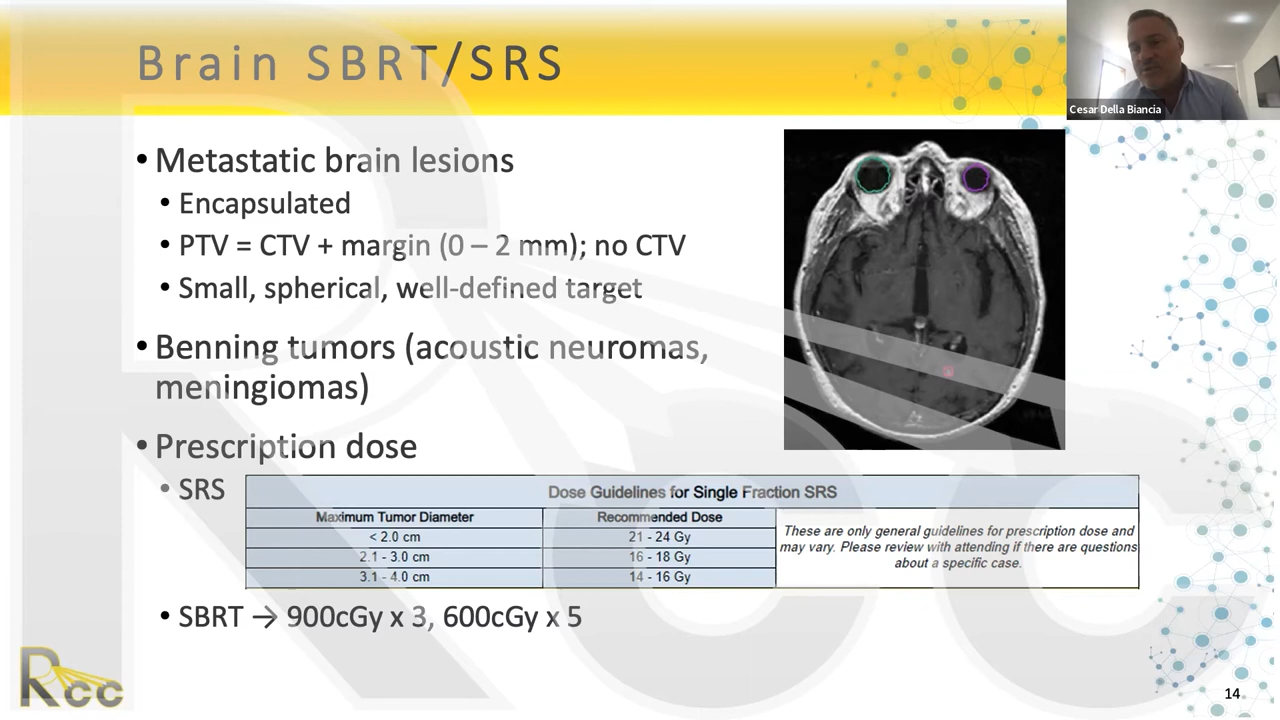 Brain SBRT/SRS
Cesar Della Biancia
• Metastatic brain lesions
• Encapsulated
• PTV = CTV + margin (0 – 2 mm); no CTV
• Small, spherical, well-defined target
• Benning tumors (acoustic neuromas,
meningiomas)
• Prescription dose
• SRS
Dose Guidelines for Single Fraction SRS
Maximum Tumor Diameter Recommended Dose
< 2.0 cm 21 - 24 Gy
2.1 - 3.0 cm 16 - 18 Gy
3.1 - 4.0 cm 14 - 16 Gy
These are only general guidelines for prescription dose and
may vary. Please review with attending if there are questions
about a specific case.
• SBRT → 900cGy x 3, 600cGy x 5
Rcc
14
Rcc